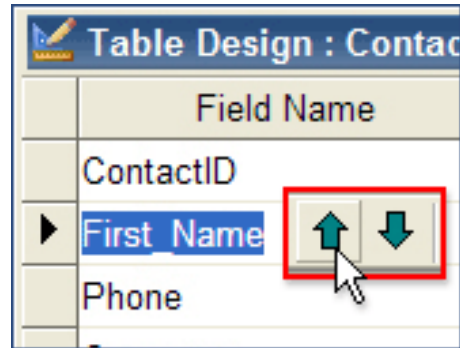 Table Design : Contac
Field Name
ContactID
First_Name
Phone